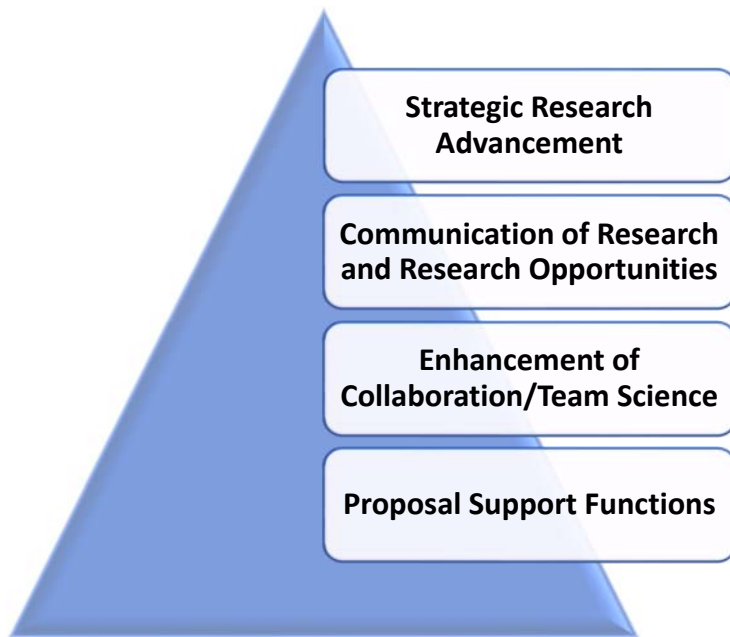 Strategic Research
Advancement
Communication of Research
and Research Opportunities
Enhancement of
Collaboration/Team Science
Proposal Support Functions